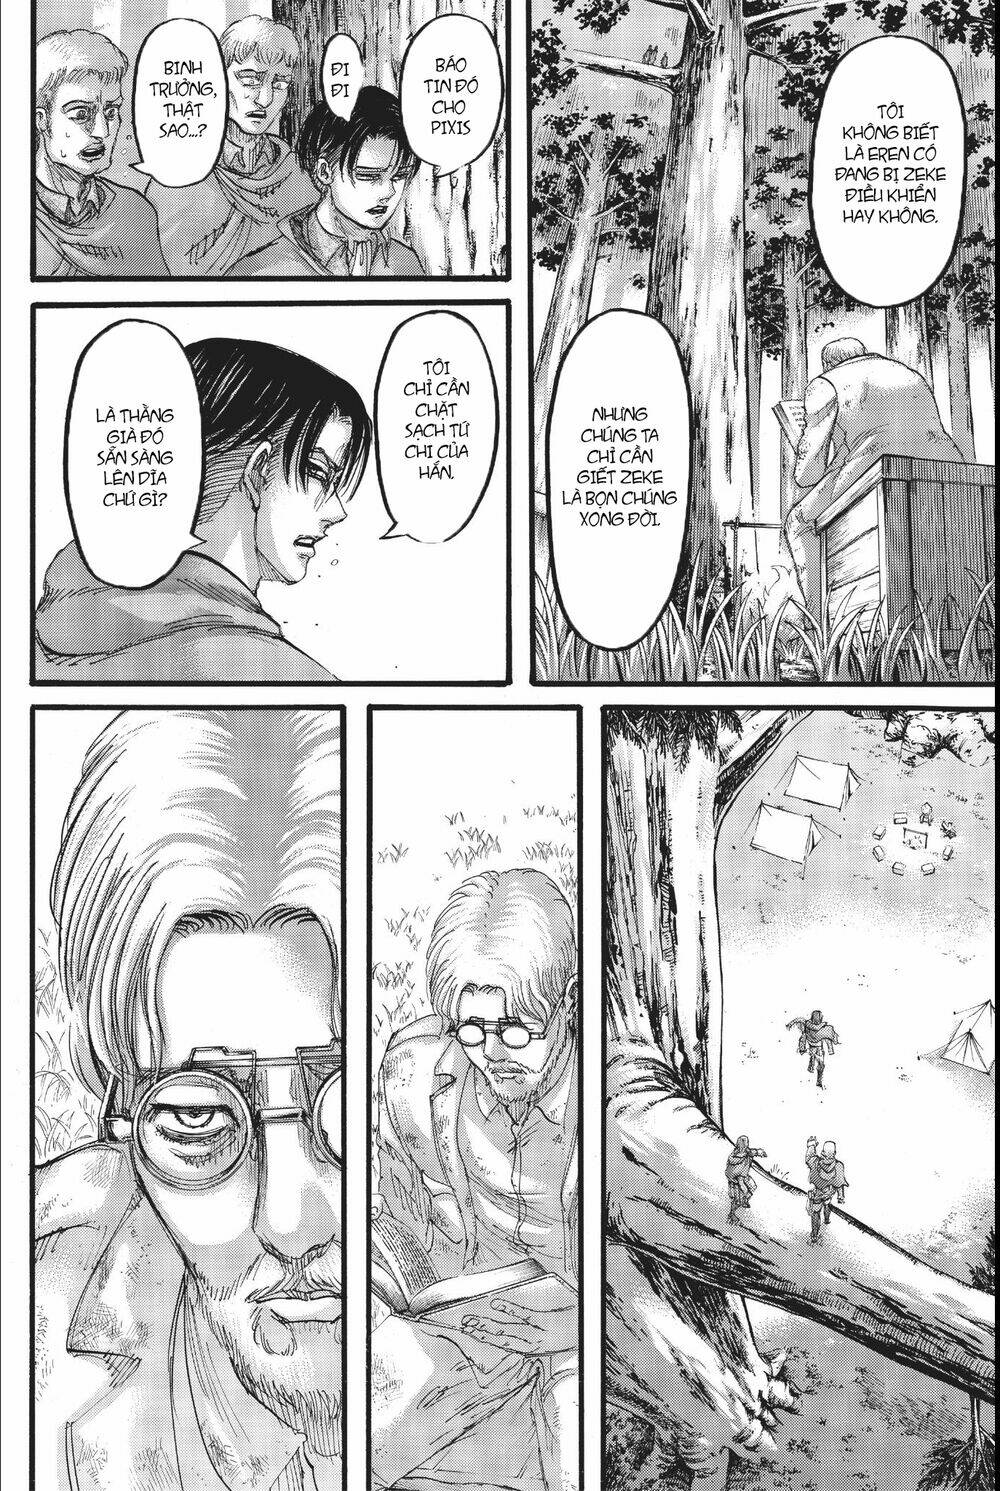 TÔI
KHÔNG BIẾT
LÀ EREN CÓ
ĐANG BỊ ZEKE
ĐIỀU KHIỂN
HAY KHÔNG.
NHƯNG
CHÚNG TA
CHỈ CẦN
GIẾT ZEKE
LÀ BỌN CHÚNG
XONG ĐỜI.
BÁO
TIN ĐÓ
CHO
PIXIS
ĐI
ĐI
BINH
TRƯỞNG,
THẬT
SAO...?
TÔI
CHỈ CẦN
CHẶT
SẠCH TỨ
CHI CỦA
HẮN.
LÀ THẰNG
GIÀ ĐÓ
SẴN SÀNG
LÊN DĨA
CHỨ GÌ?